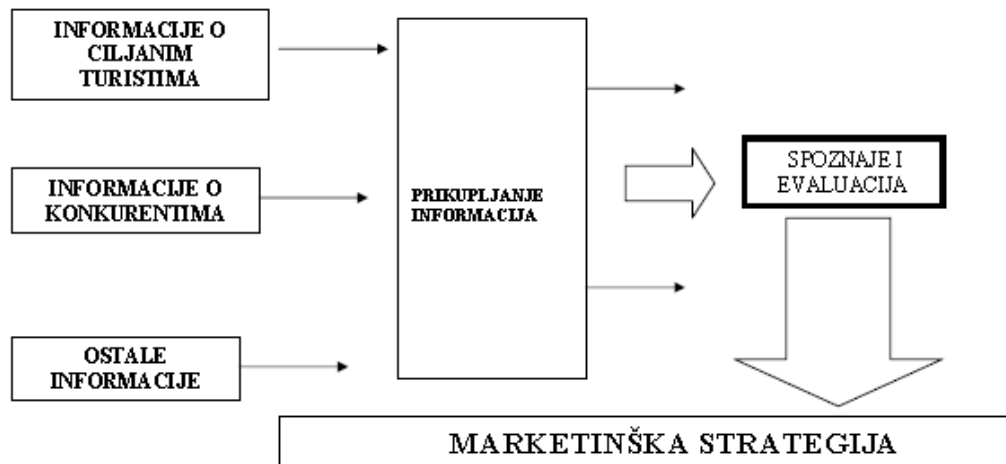 INFORMACIJE O
CILJANIM
TURISTIMA
INFORMACIJE O
KONKURENTIMA
OSTALE
INFORMACIJE
PRIKUPLJANJE
INFORMACIJA
SPOZNAJE I
EVALUACIJA
MARKETINŠKA STRATEGIJA